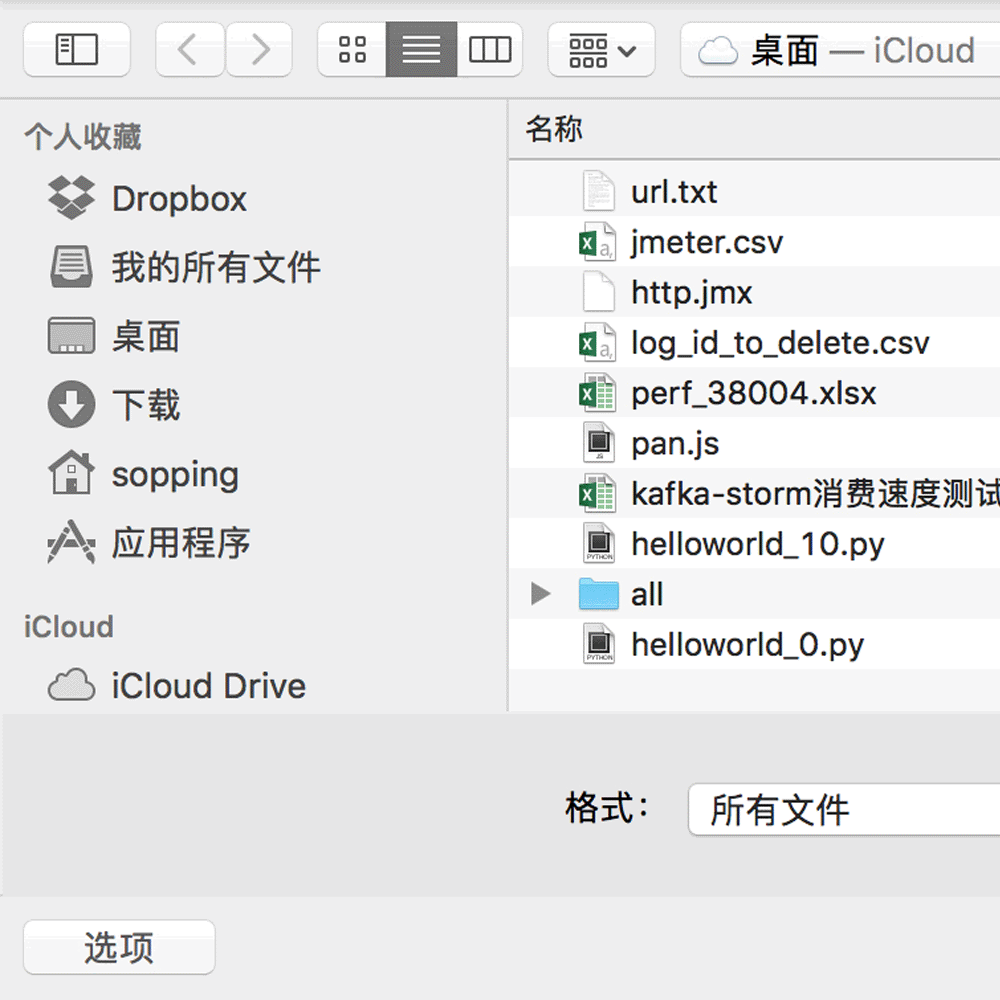 桌面 — iCloud
个人收藏
Dropbox
我的所有文件
桌面
下载
sopping
应用程序
iCloud
iCloud Drive
名称
url.txt
jmeter.csv
http.jmx
log_id_to_delete.csv
perf_38004.xlsx
pan.js
kafka-storm消费速度测试
helloworld_10.py
all
helloworld_0.py
格式：
所有文件
选项